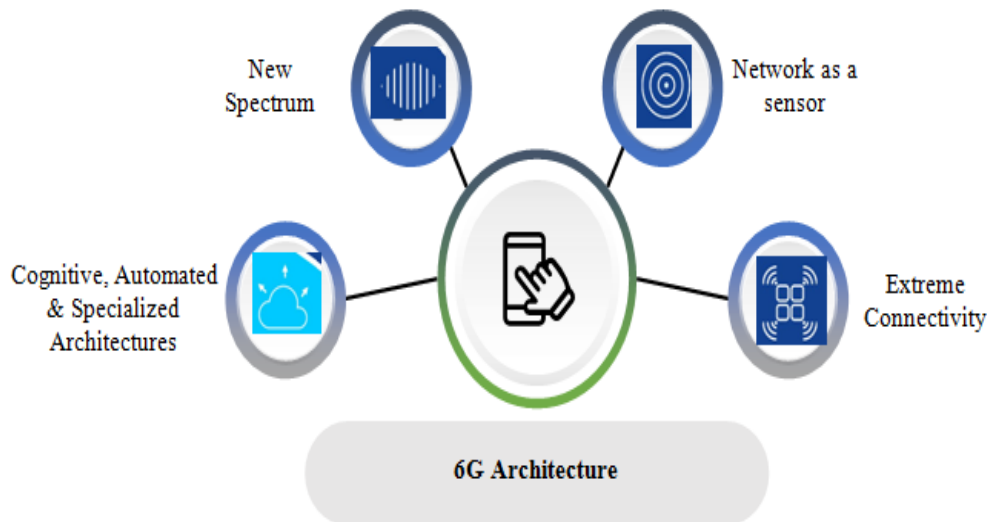 New
Spectrum
Network as a
sensor
Cognitive, Automated
& Specialized
Architectures
Extreme
Connectivity
6G Architecture